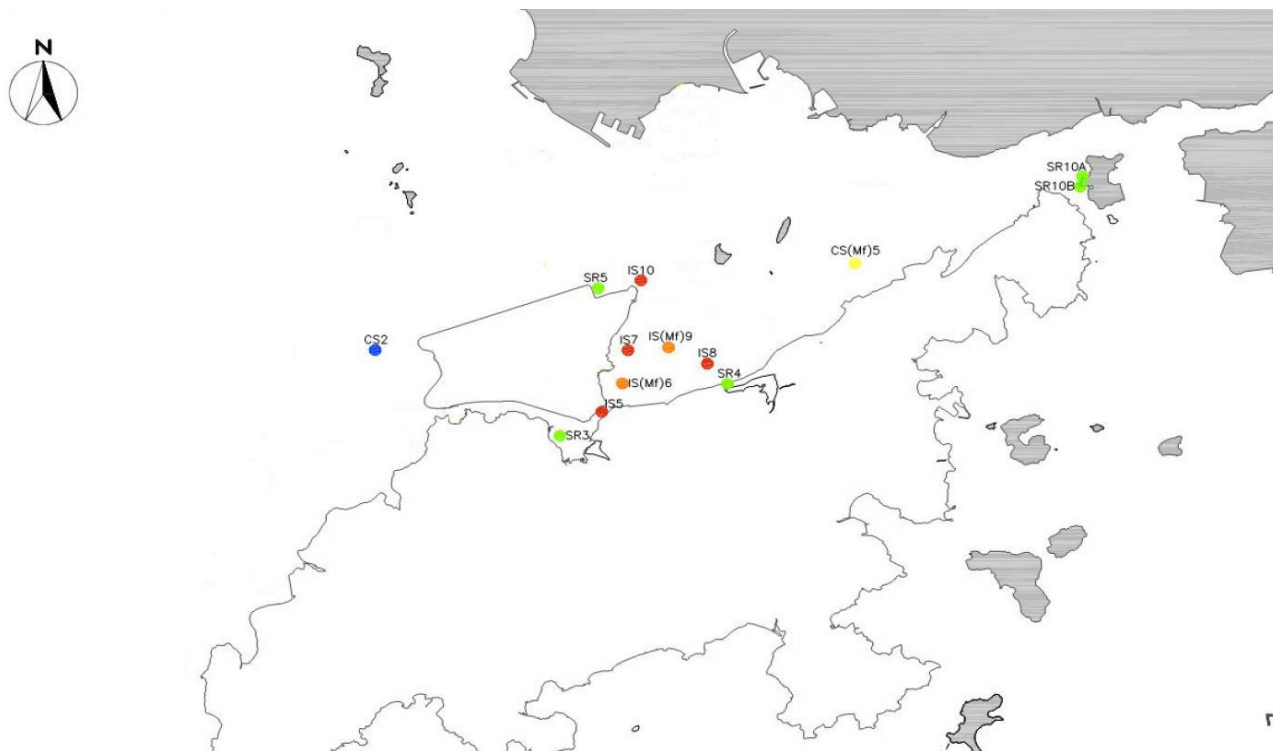 N
SR10A
SR10B
CS(Mf)5
IS10
SR5
IS(Mf)9
CS2
IS7
IS8
SR4
IS(Mf)6
IS5
SR3